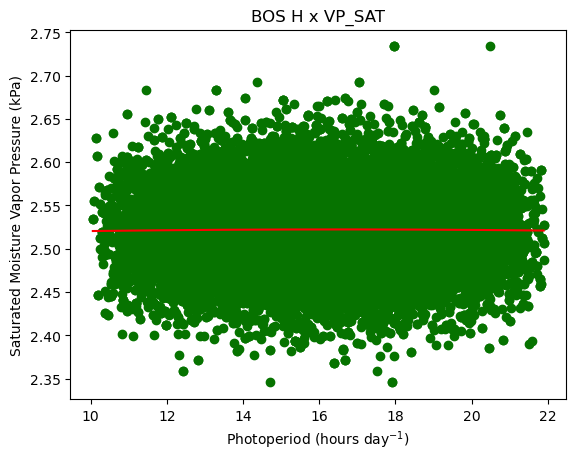 BOS H x VP_SAT
Saturated Moisture Vapor Pressure (kPa)
2.75
2.70
2.65
2.60
2.55
2.50
2.45
2.40
2.35
10 12 14 16 18 20 22
Photoperiod (hours day⁻¹)